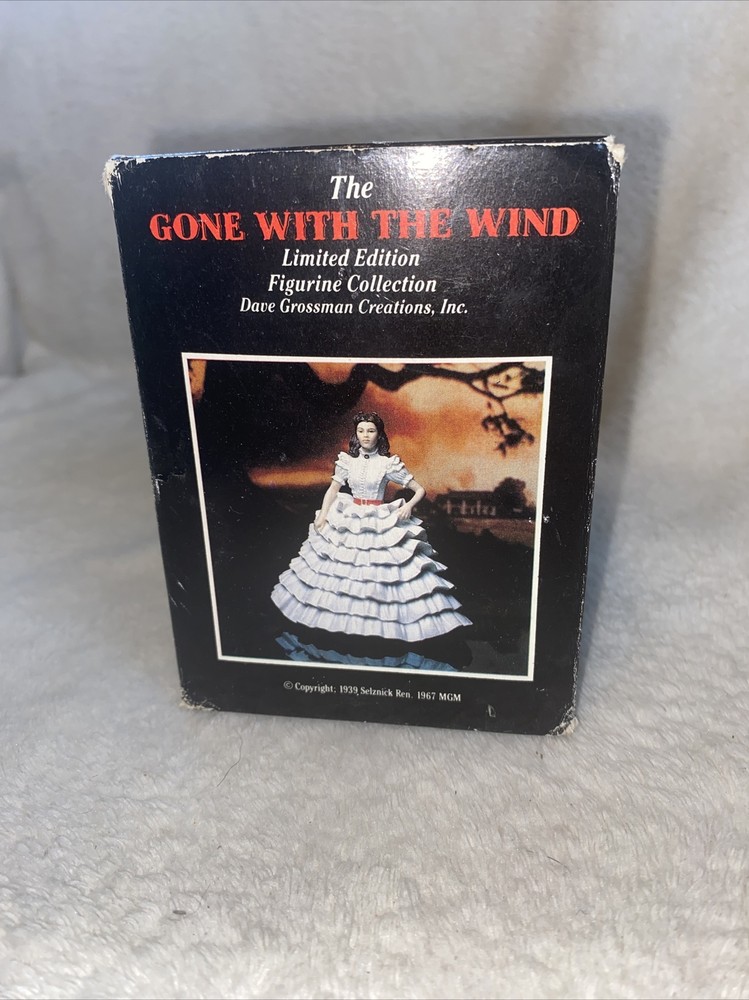 The
GONE WITH THE WIND
Limited Edition
Figurine Collection
Dave Grossman Creations, Inc.
© Copyright; 1939 Selznick Ren. 1967 MGM